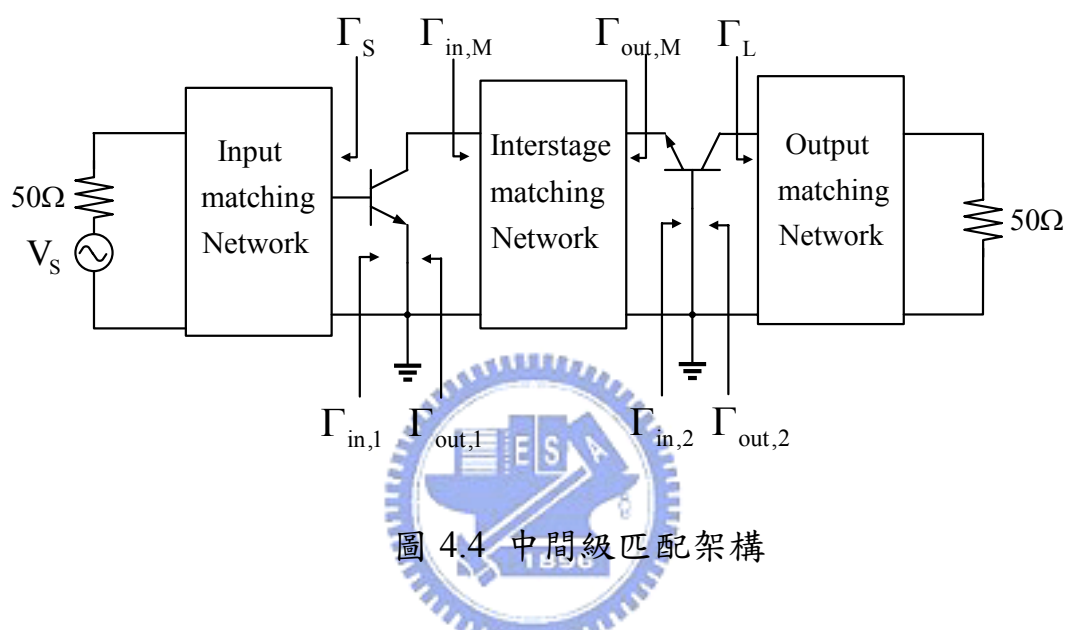 Γ_S
Γ_in,M
Γ_out,M
Γ_L
Input
matching
Network
Interstage
matching
Network
Output
matching
Network
50Ω
V_S
50Ω
Γ_in,1
Γ_out,1
Γ_in,2
Γ_out,2
E S A
圖 4.4 中間級匹配架構
1896